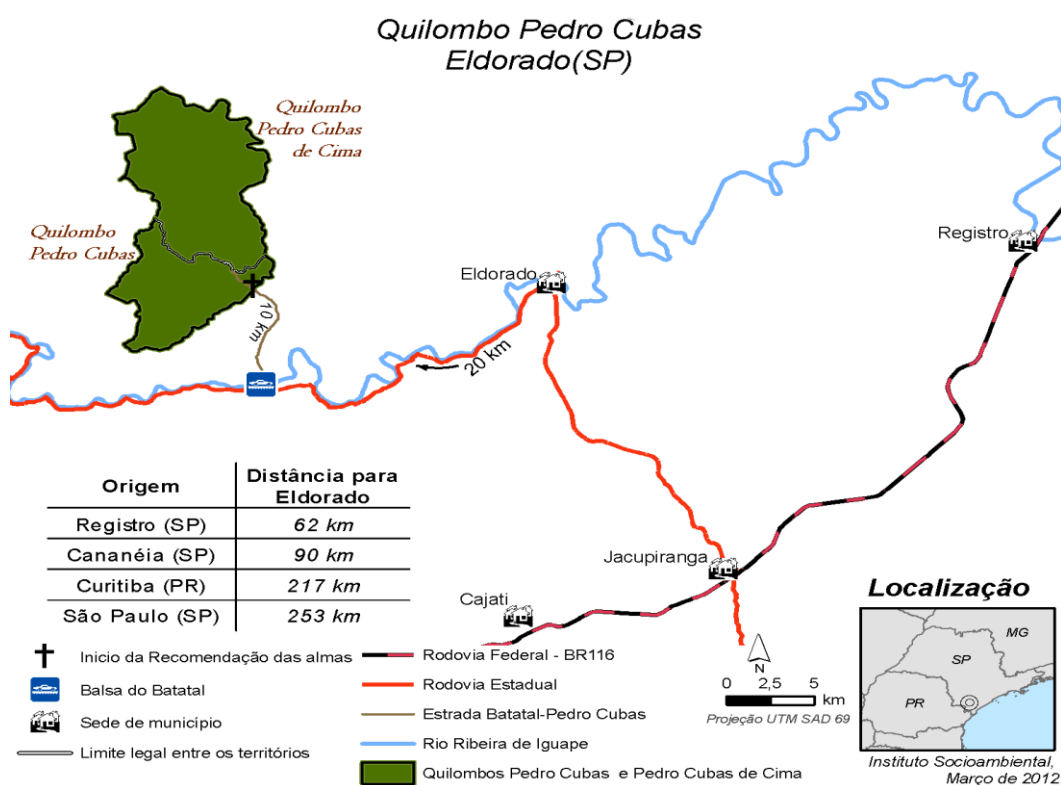 Quilombo Pedro Cubas
Eldorado(SP)
Quilombo
Pedro Cubas
de Cima
Quilombo
Pedro Cubas
Registro
Eldorado
10 km
20 km
Origem
Distância para
Eldorado
Registro (SP)
62 km
Cananéia (SP)
90 km
Curitiba (PR)
217 km
São Paulo (SP)
253 km
Jacupiranga
Cajati
Inicio da Recomendação das almas
Balsa do Batatal
Sede de município
Limite legal entre os territórios
Rodovia Federal - BR116
Rodovia Estadual
Estrada Batatal-Pedro Cubas
Rio Ribeira de Iguape
Quilombos Pedro Cubas e Pedro Cubas de Cima
N
0 2,5 5
km
Projeção UTM SAD 69
Localização
MG
SP
PR
Instituto Socioambiental,
Março de 2012